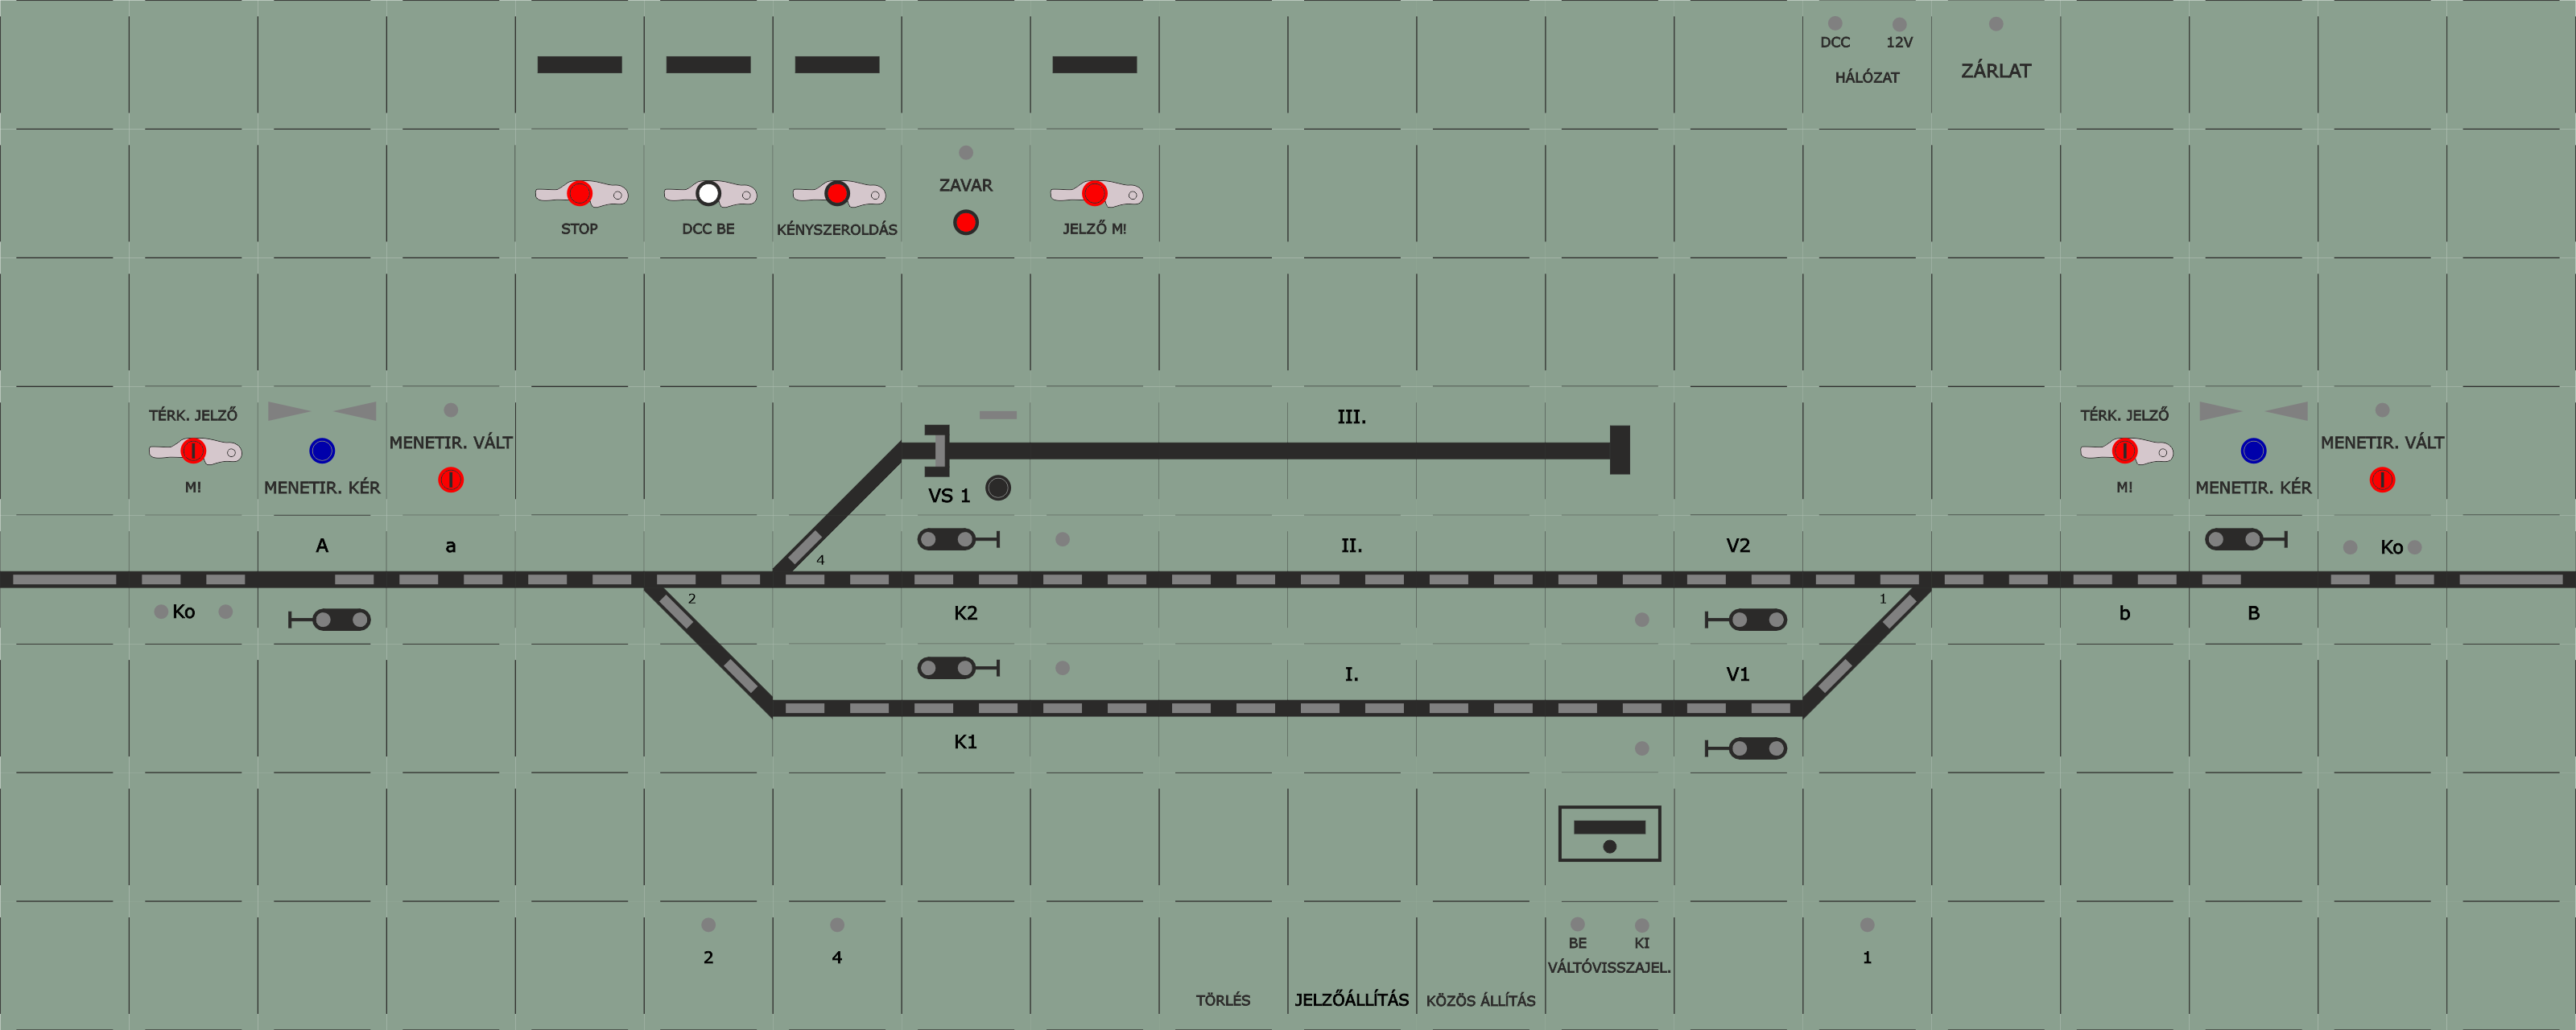 DCC 12V
HÁLÓZAT
ZÁRLAT
STOP
DCC BE
KÉNYSZEROLDÁS
ZAVAR
JELZŐ M!
TÉRK. JELZŐ
M!
MENETIR. KÉR
MENETIR. VÁLT
VS 1
III.
TÉRK. JELZŐ
M!
MENETIR. KÉR
MENETIR. VÁLT
A
a
4
II.
V2
Ko
Ko
2
K2
1
b
B
I.
V1
K1
2
4
TÖRLÉS
JELZŐÁLLÍTÁS
KÖZÖS ÁLLÍTÁS
BE KI
VÁLTÓVISSZAJEL.
1